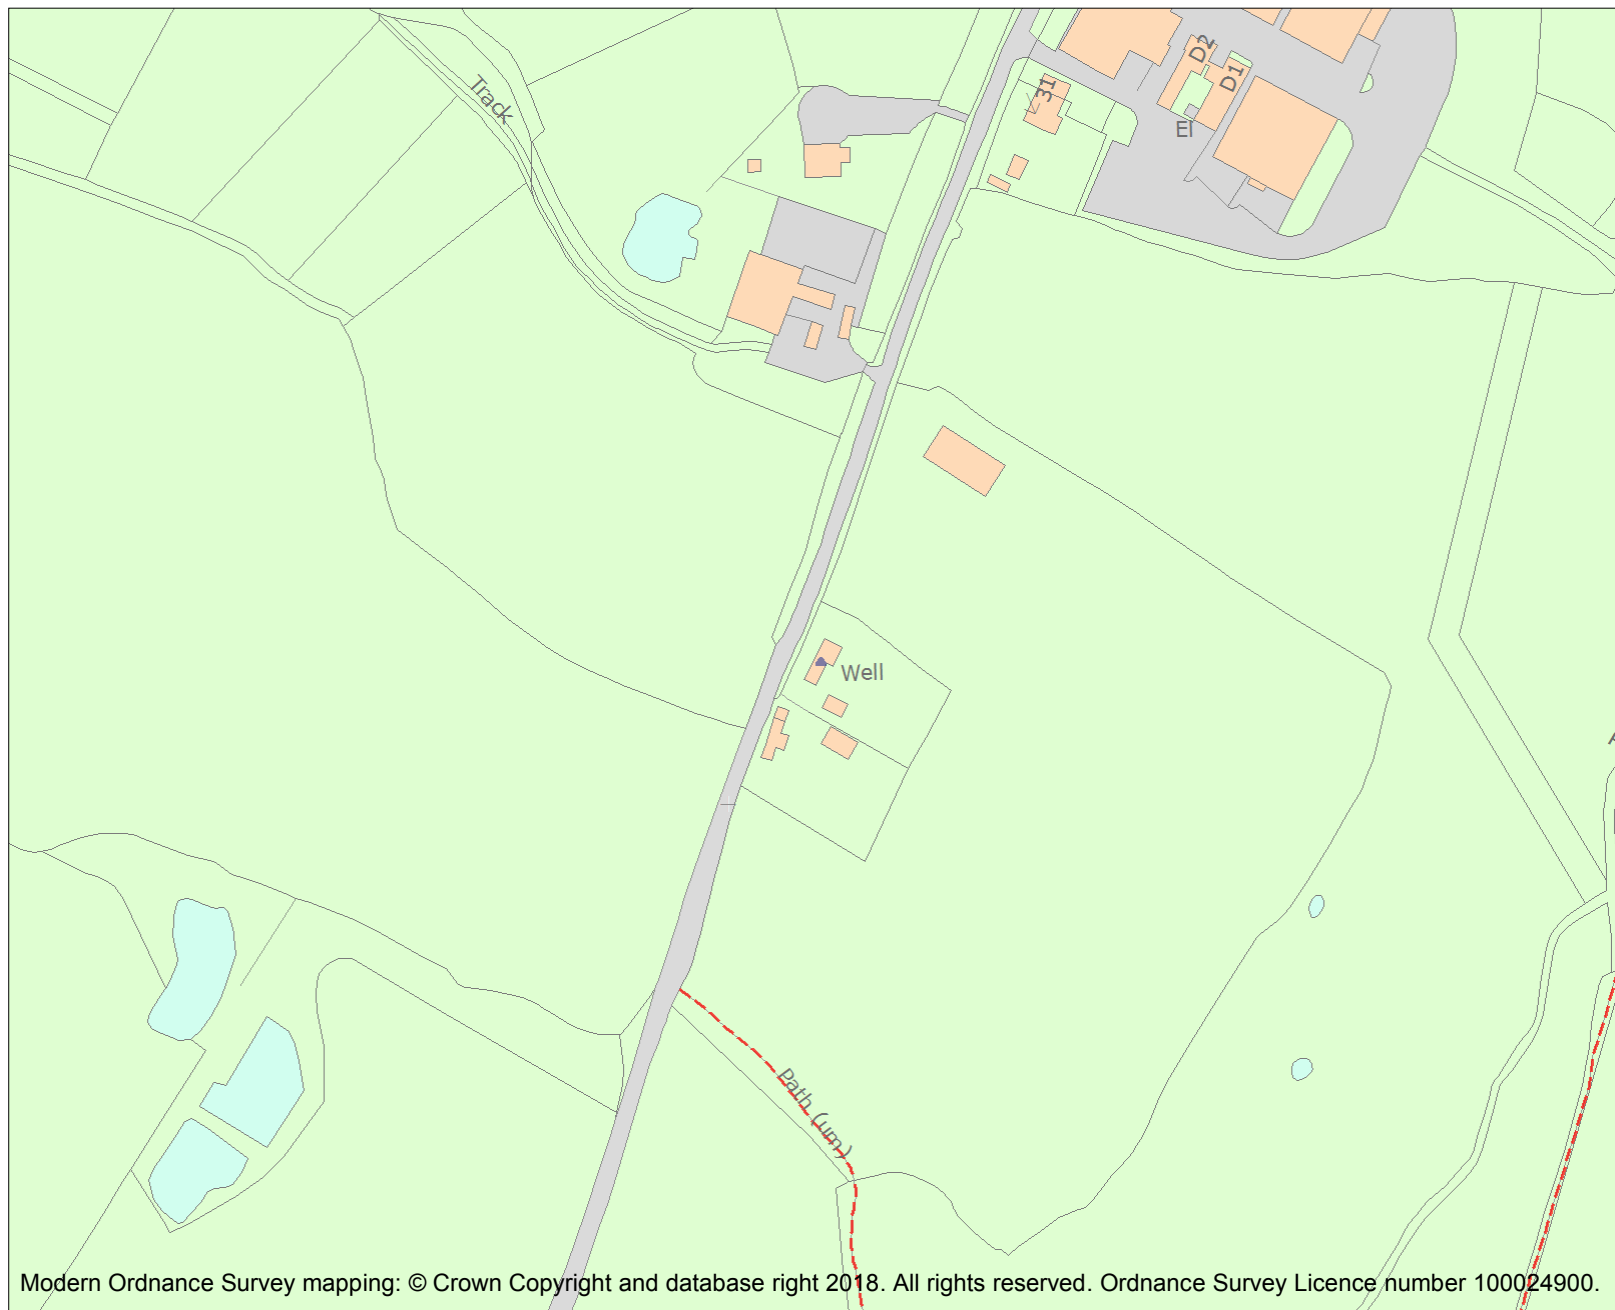 D2
D1
31
Track
El
Well
Path (um)
Modern Ordnance Survey mapping: © Crown Copyright and database right 2018. All rights reserved. Ordnance Survey Licence number 100024900.